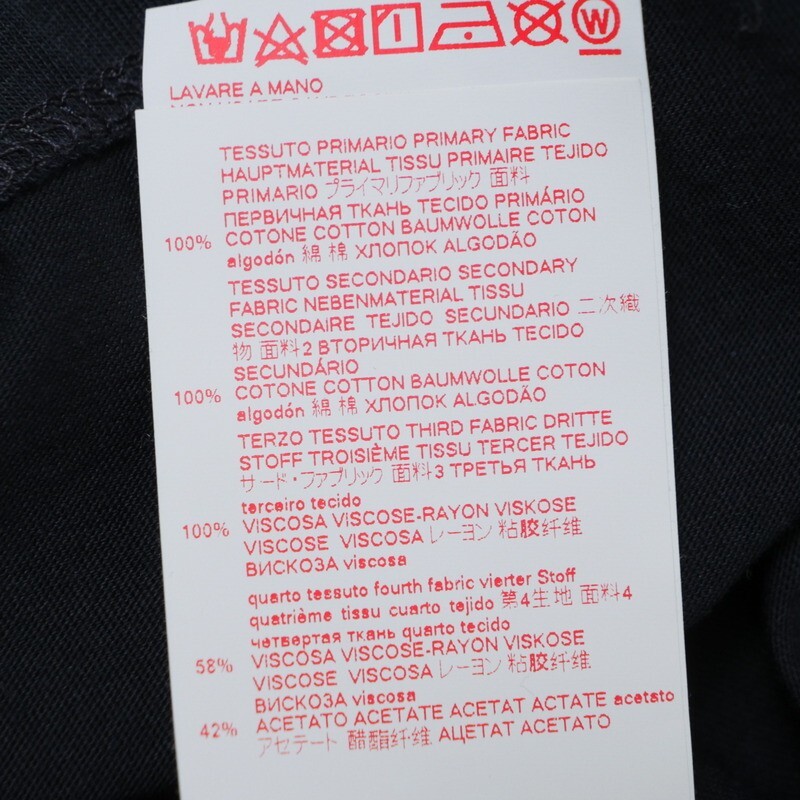 W
LAVARE A MANO
TESSUTO PRIMARIO PRIMARY FABRIC
HAUPTMATERIAL TISSU PRIMAIRE TEJIDO
PRIMARIO プライマリファブリック 面料
ПЕРВИЧНАЯ ТКАНЬ TECIDO PRIMÁRIO
100% COTONE COTTON BAUMWOLLE COTON
algodón 綿 棉 ХЛОПОК ALGODÃO
TESSUTO SECONDARIO SECONDARY
FABRIC NEBENMATERIAL TISSU
SECONDAIRE TEJIDO SECUNDARIO 二次織
物 面料2 ВТОРИЧНАЯ ТКАНЬ TECIDO
SECUNDÁRIO
100% COTONE COTTON BAUMWOLLE COTON
algodón 綿 棉 ХЛОПОК ALGODÃO
TERZO TESSUTO THIRD FABRIC DRITTE
STOFF TROISIÈME TISSU TERCER TEJIDO
サード・ファブリック 面料3 ТРЕТЬЯ ТКАНЬ
terceiro tecido
100% VISCOSA VISCOSE-RAYON VISKOSE
VISCOSE VISCOSA レーヨン 粘胶纤维
ВИСКОЗА viscosa
quarto tessuto fourth fabric vierter Stoff
quatrième tissu cuarto tejido 第4生地 面料4
четвертая ткань quarto tecido
58% VISCOSA VISCOSE-RAYON VISKOSE
VISCOSE VISCOSA レーヨン 粘胶纤维
ВИСКОЗА viscosa
42% ACETATO ACETATE ACETAT ACTATE acetato
アセテート 醋酯纤维 АЦЕТАТ ACETATO